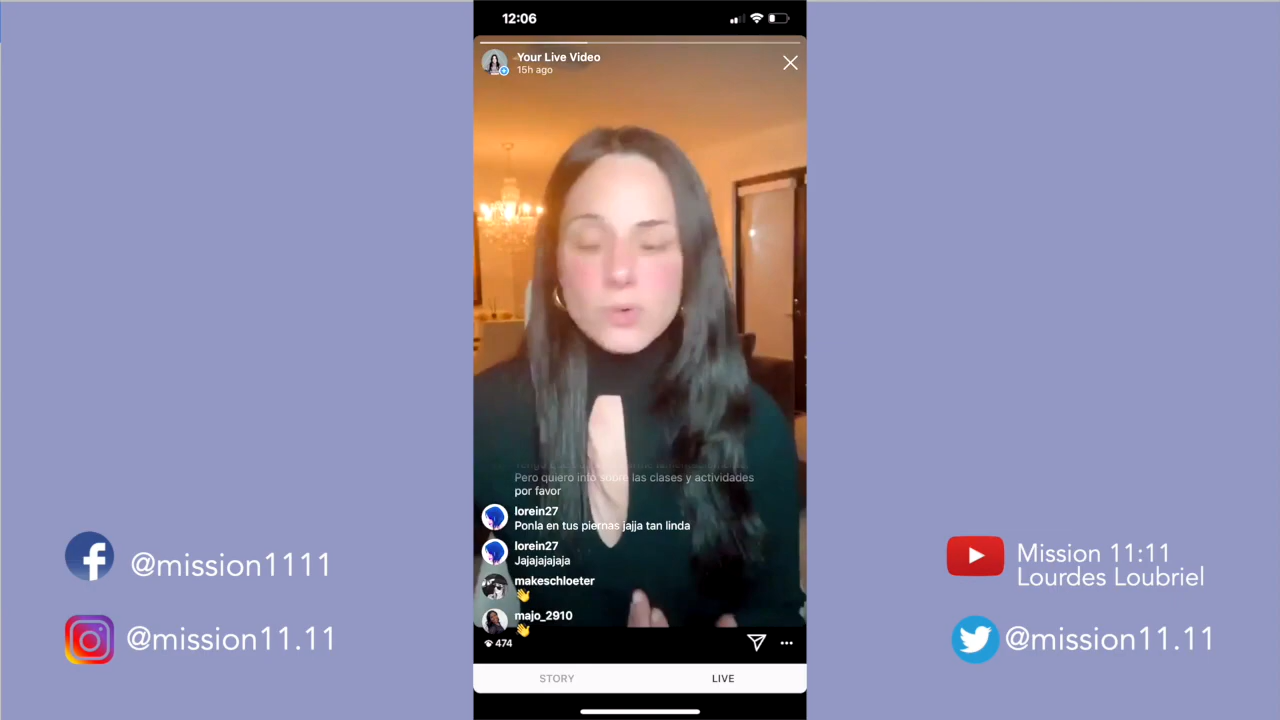 12:06
Your Live Video
15h ago
Pero quiero info sobre las clases y actividades
por favor
lorein27
Ponla en tus piernas jajja tan linda
lorein27
Jajajajajaja
makeschloeter
majo_2910
474
STORY
LIVE
@mission1111
@mission11.11
Mission 11:11
Lourdes Loubriel
@mission11.11